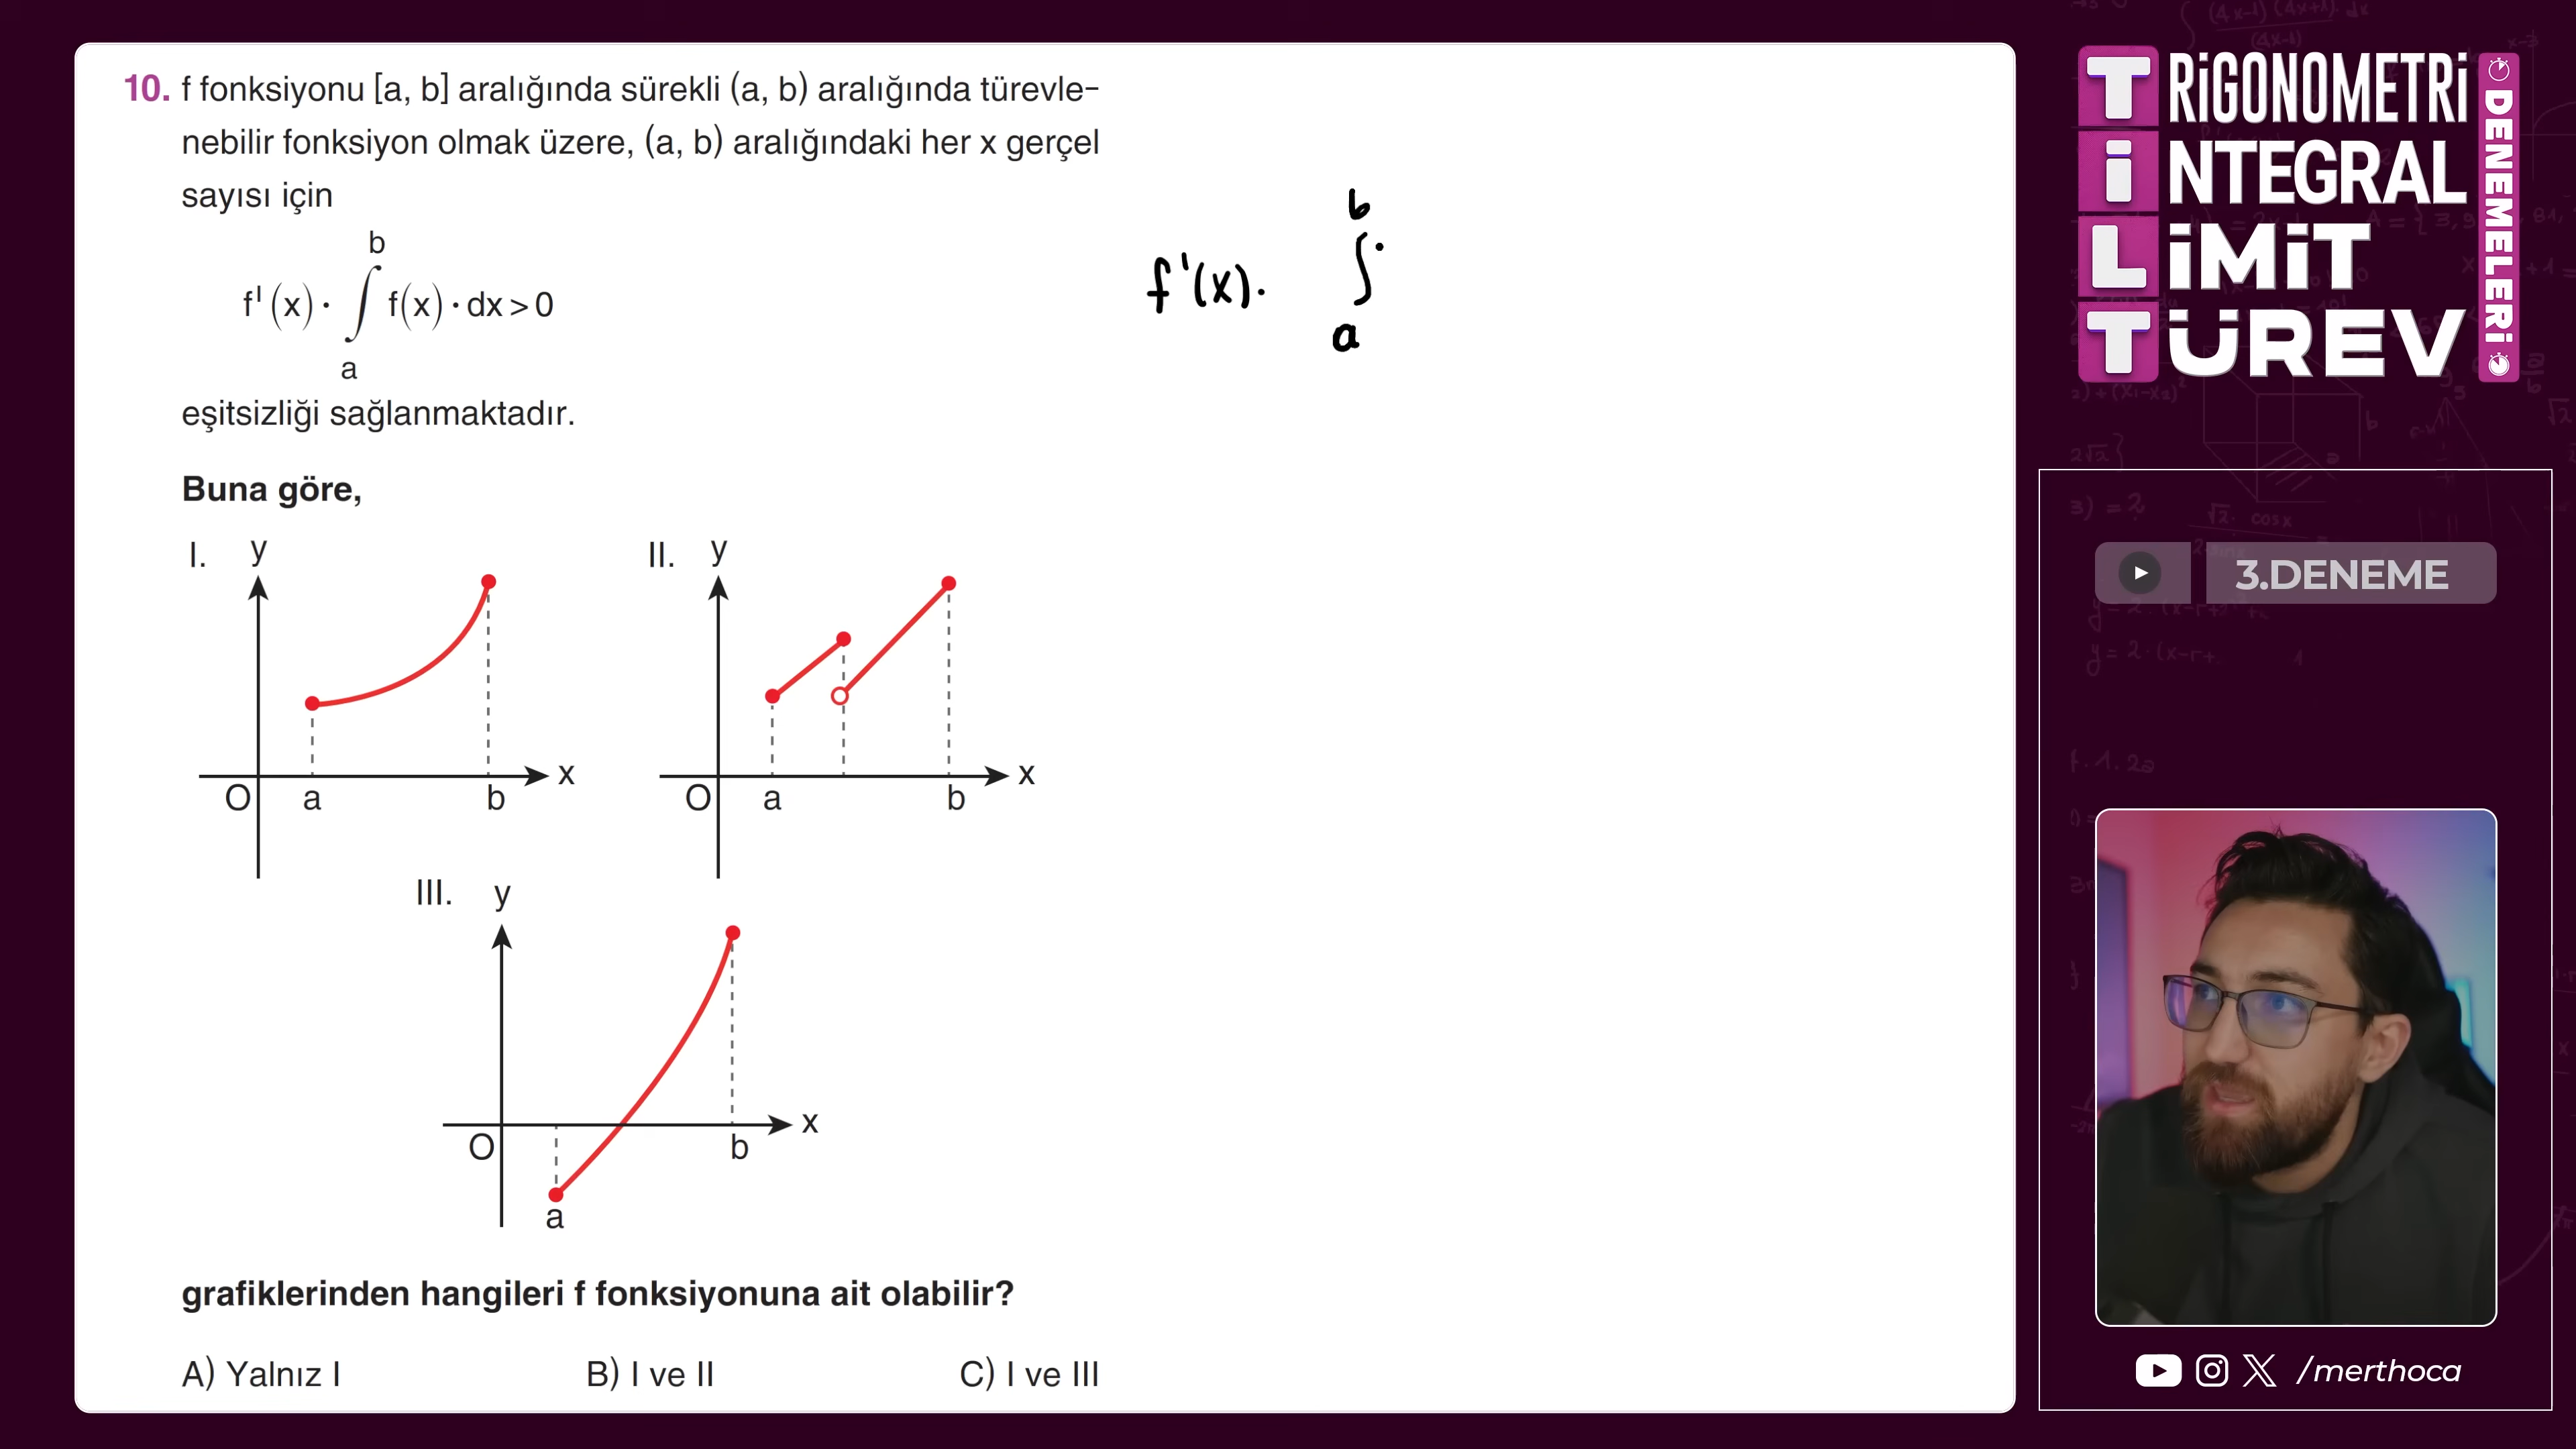 10. f fonksiyonu [a, b] aralığında sürekli (a, b) aralığında türevle-
nebilir fonksiyon olmak üzere, (a, b) aralığındaki her x gerçel
sayısı için
b
f'(x) · ∫ f(x) · dx > 0
a
eşitsizliği sağlanmaktadır.
b
f'(x). ∫
a
Buna göre,
I. y
O a b x
II. y
O a b x
III. y
O a b x
grafiklerinden hangileri f fonksiyonuna ait olabilir?
A) Yalnız I B) I ve II C) I ve III
TRİGONOMETRİ
İNTEGRAL
LİMİT
TÜREV
DENEMELERİ
3.DENEME
/merthoca